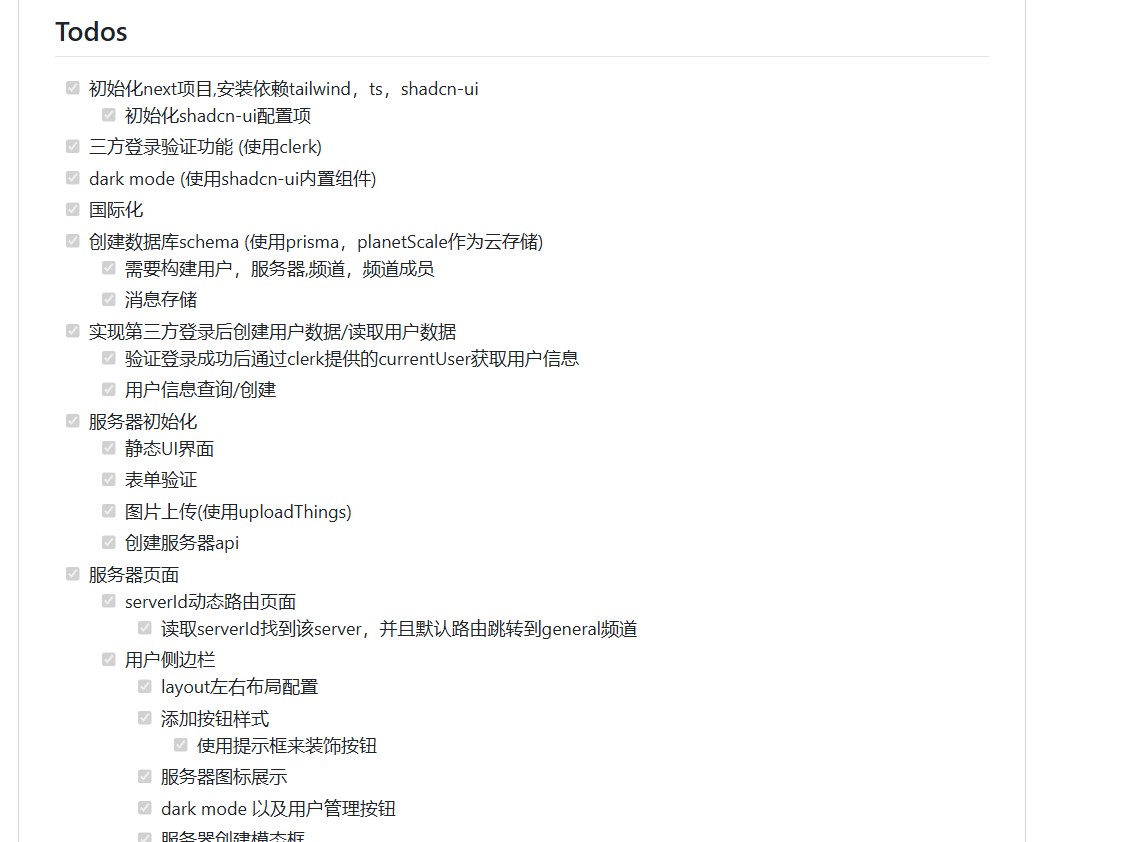 Todos
初始化next项目,安装依赖tailwind，ts，shadcn-ui
初始化shadcn-ui配置项
三方登录验证功能 (使用clerk)
dark mode (使用shadcn-ui内置组件)
国际化
创建数据库schema (使用prisma，planetScale作为云存储)
需要构建用户，服务器,频道，频道成员
消息存储
实现第三方登录后创建用户数据/读取用户数据
验证登录成功后通过clerk提供的currentUser获取用户信息
用户信息查询/创建
服务器初始化
静态UI界面
表单验证
图片上传(使用uploadThings)
创建服务器api
服务器页面
serverId动态路由页面
读取serverId找到该server，并且默认路由跳转到general频道
用户侧边栏
layout左右布局配置
添加按钮样式
使用提示框来装饰按钮
服务器图标展示
dark mode 以及用户管理按钮
服务器创建模态框